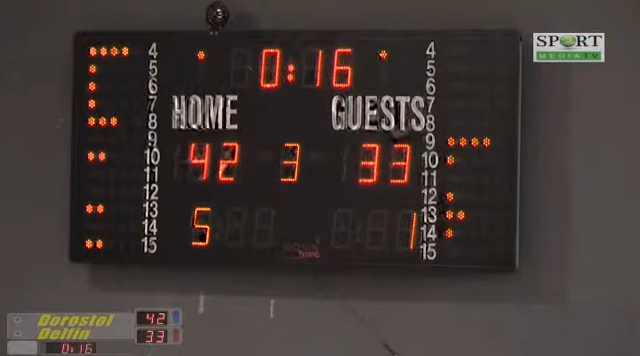 SPORT
MEDIA TV
0:16
HOME GUESTS
4 4
5 5
6 6
7 7
8 8
9 9
10 42 3 33 10
11 11
12 12
13 13
14 5 1 14
15 15
Dorostol 42
Delfin 33
0:16